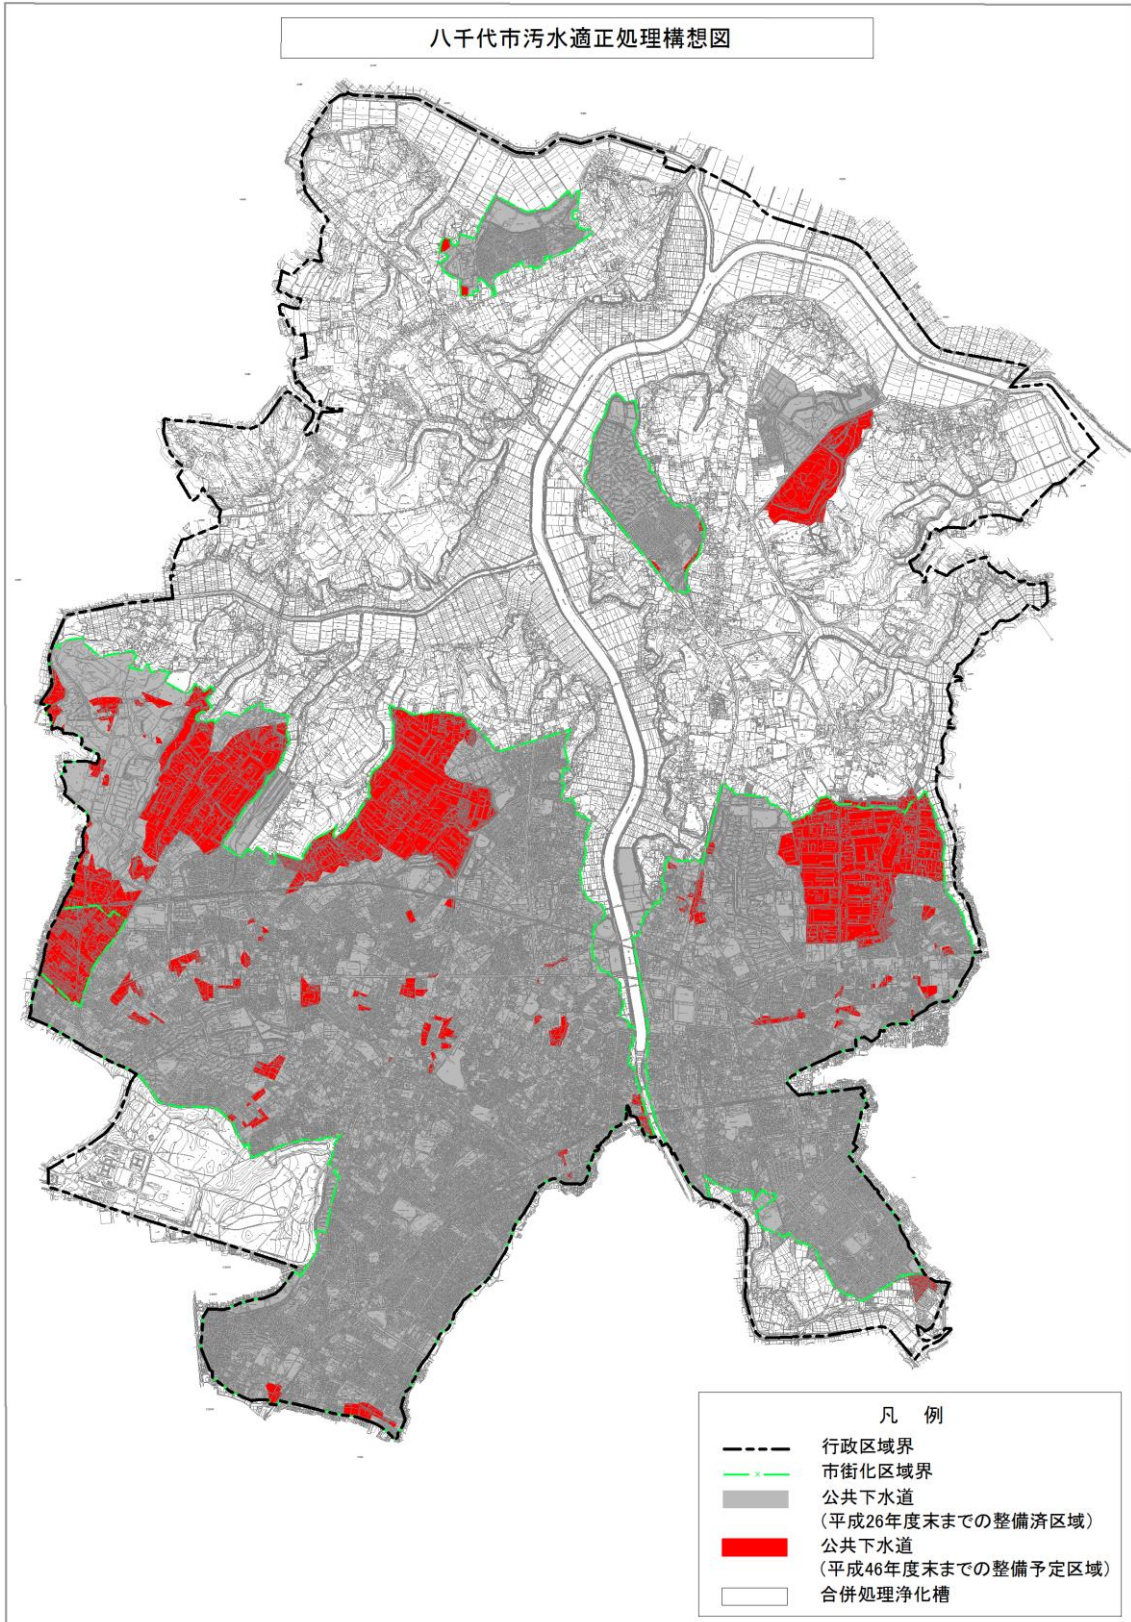 八千代市汚水適正処理構想図
凡 例
行政区域界
市街化区域界
公共下水道
(平成26年度末までの整備済区域)
公共下水道
(平成46年度末までの整備予定区域)
合併処理浄化槽